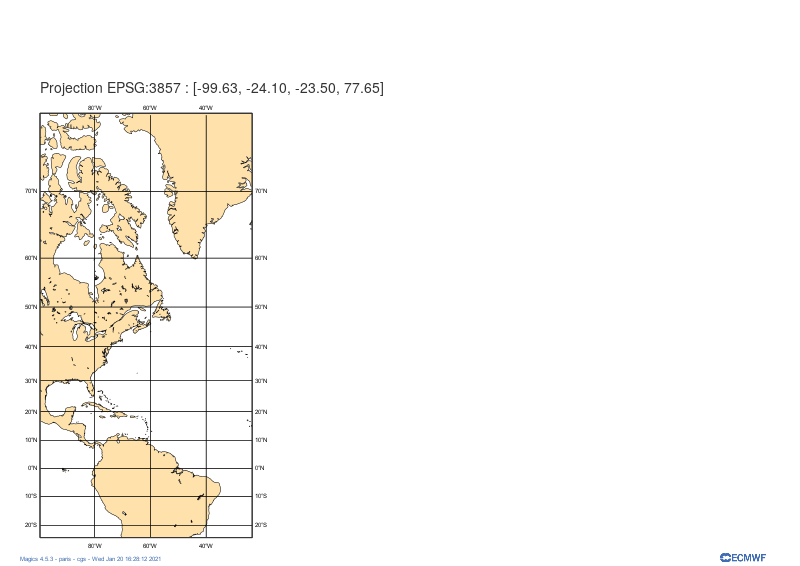 Projection EPSG:3857 : [-99.63, -24.10, -23.50, 77.65]
80°W 60°W 40°W
70°N 70°N
60°N 60°N
50°N 50°N
40°N 40°N
30°N 30°N
20°N 20°N
10°N 10°N
0°N 0°N
10°S 10°S
20°S 20°S
80°W 60°W 40°W
Magics 4.5.3 - paris - cgs - Wed Jan 20 16:28:12 2021
ECMWF